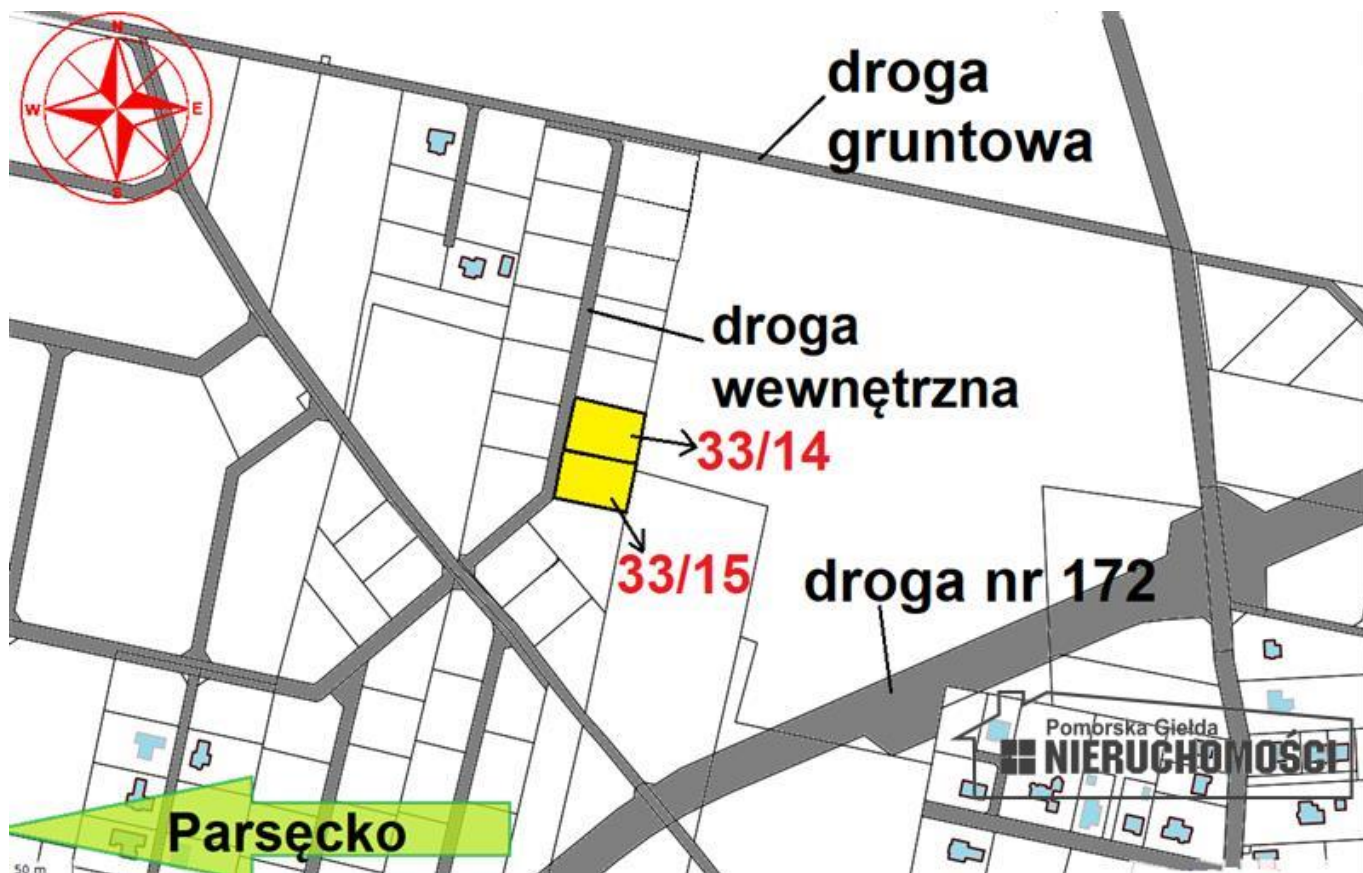 N
W
E
S
droga
gruntowa
droga
wewnętrzna
33/14
33/15
droga nr 172
Pomorska Giełda
NIERUCHOMOŚCI
Parsęcko
50 m